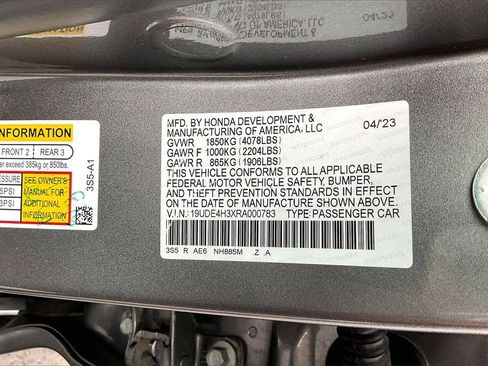 MFD. BY HONDA DEVELOPMENT & 04/23
MANUFACTURING OF AMERICA, LLC
GVWR 1850KG (4078LBS)
GAWR F 1000KG (2204LBS)
GAWR R 865KG (1906LBS)
THIS VEHICLE CONFORMS TO ALL APPLICABLE
FEDERAL MOTOR VEHICLE SAFETY, BUMPER,
AND THEFT PREVENTION STANDARDS IN EFFECT
ON THE DATE OF MANUFACTURE SHOWN ABOVE.
V.I.N.: 19UDE4H3XRA000783 TYPE: PASSENGER CAR
3S5 R AE6 NH885M Z A
INFORMATION
FRONT 2 REAR 3
exceed 385kg or 850lbs.
SEE OWNER'S
MANUAL FOR
ADDITIONAL
INFORMATION
PSI
3PSI
3S5-A1